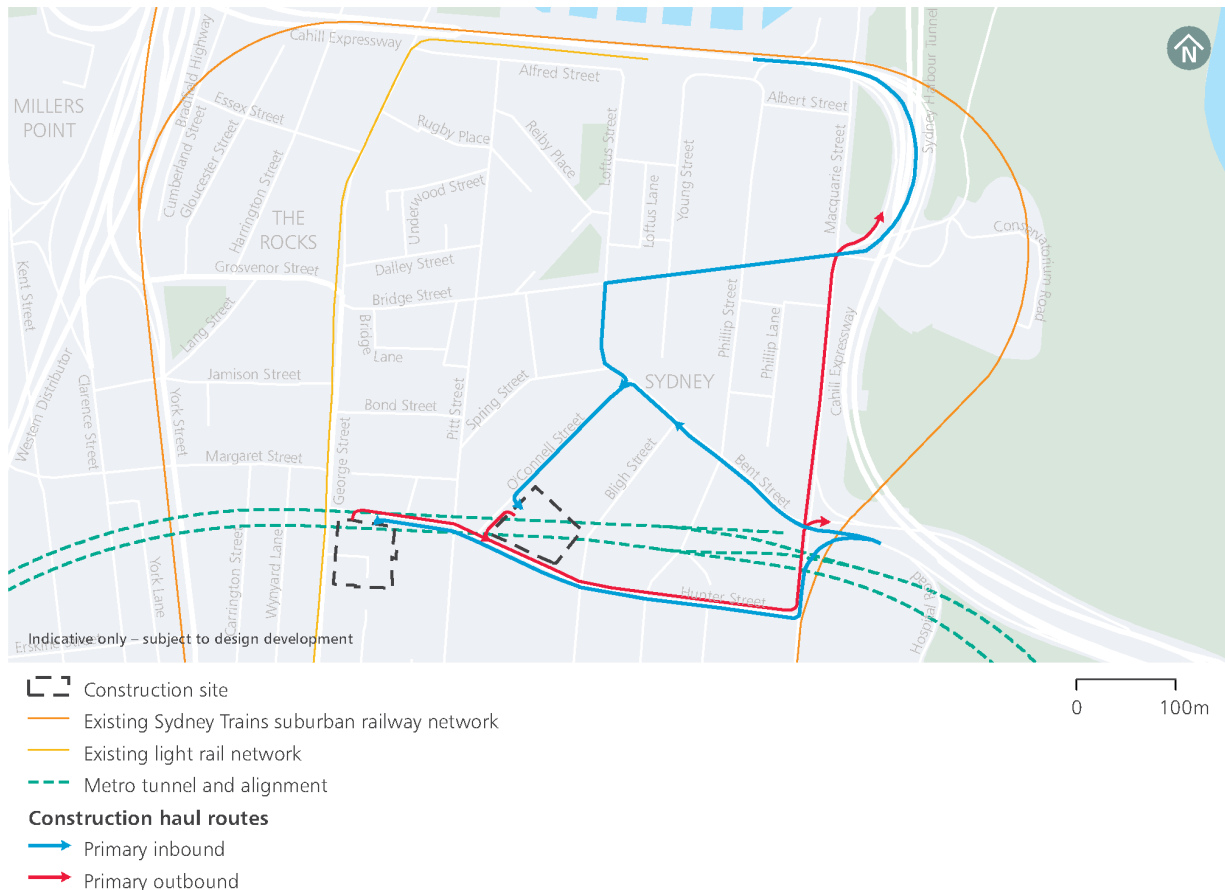 Cahill Expressway
Bradfield Highway
Alfred Street
Sydney Harbour Tunnel
MILLERS
POINT
Essex Street
Albert Street
Cumberland Street
Gloucester Street
Harrington Street
Rugby Place
Reiby Place
Loftus Street
Young Street
Macquarie Street
Underwood Street
Loftus Lane
THE
ROCKS
Conservatorium Road
Kent Street
Grosvenor Street
Dalley Street
Bridge Street
Lang Street
Bridge
Lane
Phillip Street
Phillip Lane
Cahill Expressway
Western Distributor
Clarence Street
Jamison Street
York Street
Bond Street
Pitt Street
Spring Street
SYDNEY
George Street
O'Connell Street
Bligh Street
Bent Street
Margaret Street
York Lane
Carrington Street
Wynyard Lane
Hunter Street
Hospital Road
Erskine Street
Indicative only – subject to design development
N
Construction site
Existing Sydney Trains suburban railway network
Existing light rail network
Metro tunnel and alignment
Construction haul routes
Primary inbound
Primary outbound
0 100m